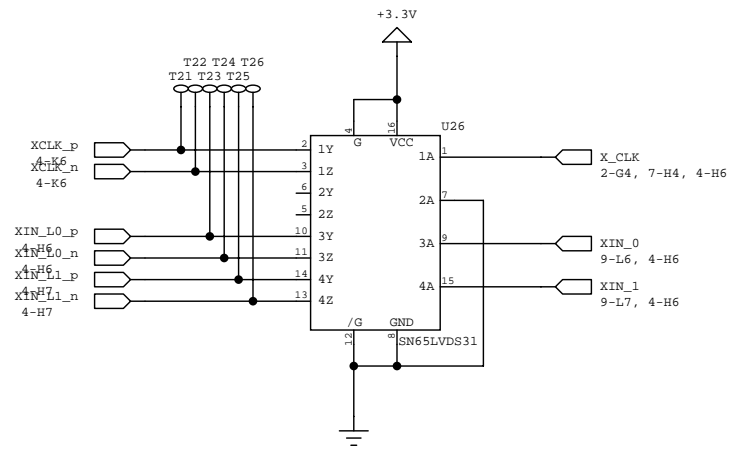 +3.3V
T22 T24 T26
T21 T23 T25
U26
4
G
16
VCC
XCLK_p
4-K6
2
1Y
1A
1
X_CLK
2-G4, 7-H4, 4-H6
XCLK_n
4-K6
3
1Z
6
2Y
2A
7
5
2Z
XIN_L0_p
4-H6
10
3Y
3A
9
XIN_0
9-L6, 4-H6
XIN_L0_n
4-H6
11
3Z
XIN_L1_p
4-H7
14
4Y
4A
15
XIN_1
9-L7, 4-H6
XIN_L1_n
4-H7
13
4Z
/G
GND
12
8
SN65LVDS31